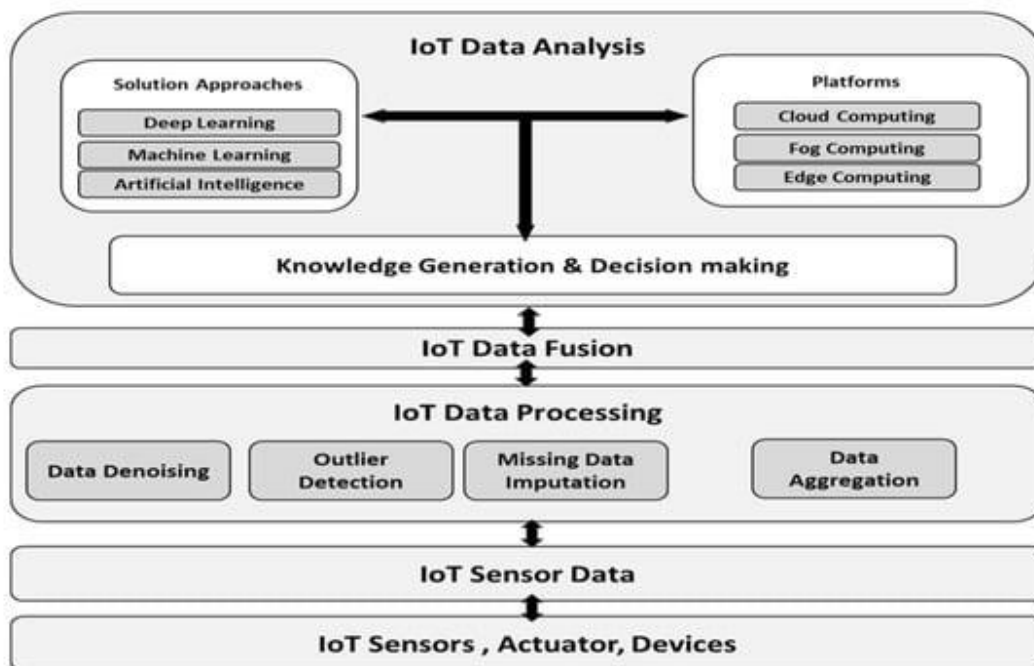 IoT Data Analysis
Solution Approaches
Deep Learning
Machine Learning
Artificial Intelligence
Platforms
Cloud Computing
Fog Computing
Edge Computing
Knowledge Generation & Decision making
IoT Data Fusion
IoT Data Processing
Data Denoising
Outlier
Detection
Missing Data
Imputation
Data
Aggregation
IoT Sensor Data
IoT Sensors , Actuator, Devices